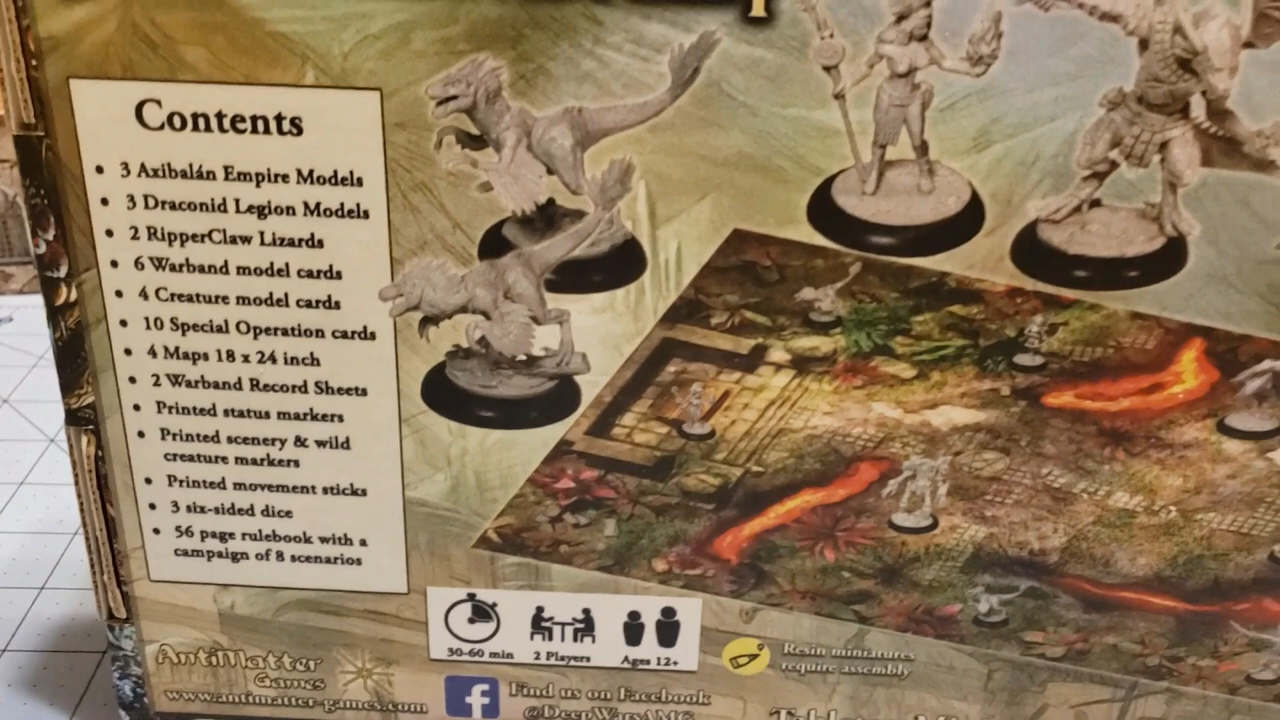 Contents
• 3 Axibalán Empire Models
• 3 Draconid Legion Models
• 2 RipperClaw Lizards
• 6 Warband model cards
• 4 Creature model cards
• 10 Special Operation cards
• 4 Maps 18 x 24 inch
• 2 Warband Record Sheets
• Printed status markers
• Printed scenery & wild
creature markers
• Printed movement sticks
• 3 six-sided dice
• 56 page rulebook with a
campaign of 8 scenarios
30-60 min
2 Players
Ages 12+
Resin miniatures
require assembly
AntiMatter
Games
www.antimatter-games.com
f
Find us on Facebook
@DeepWarsAMG